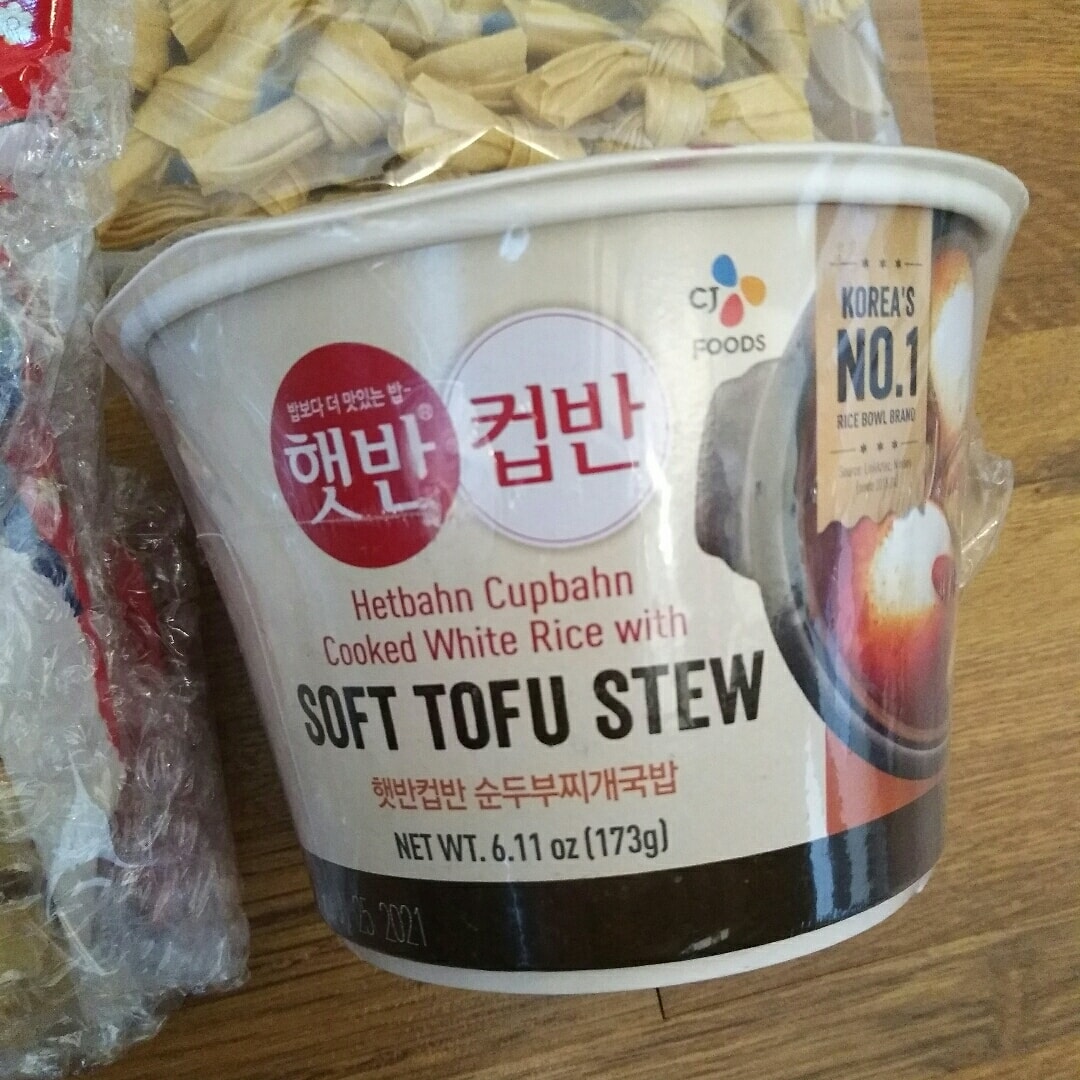 CJ
FOODS
KOREA'S
NO.1
RICE BOWL BRAND
밥보다 더 맛있는 밥~
햇반®
컵반
Hetbahn Cupbahn
Cooked White Rice with
SOFT TOFU STEW
햇반컵반 순두부찌개국밥
NET WT. 6.11 oz (173g)
25 2021